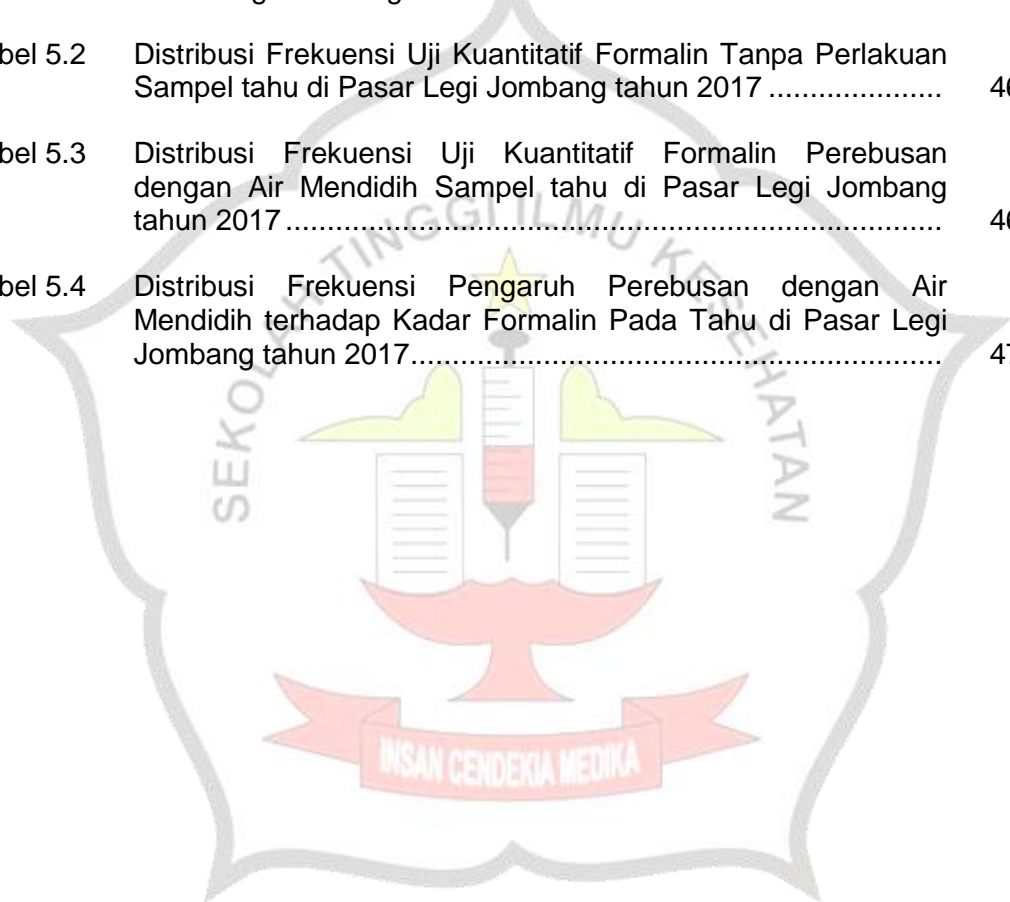 bel 5.2 Distribusi Frekuensi Uji Kuantitatif Formalin Tanpa Perlakuan
Sampel tahu di Pasar Legi Jombang tahun 2017 ..................... 46
bel 5.3 Distribusi Frekuensi Uji Kuantitatif Formalin Perebusan
dengan Air Mendidih Sampel tahu di Pasar Legi Jombang
tahun 2017 ................................................................................ 46
bel 5.4 Distribusi Frekuensi Pengaruh Perebusan dengan Air
Mendidih terhadap Kadar Formalin Pada Tahu di Pasar Legi
Jombang tahun 2017................................................................. 47
SEKOLAH TINGGI ILMU KESEHATAN
INSAN CENDEKIA MEDIKA